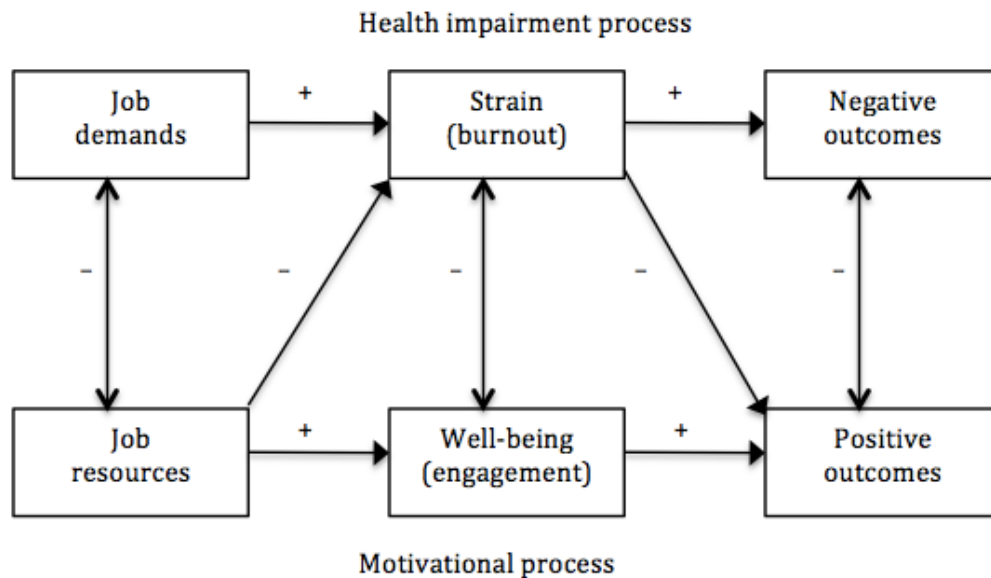 Health impairment process
Job
demands
+
Strain
(burnout)
+
Negative
outcomes
–
–
–
–
–
Job
resources
+
Well-being
(engagement)
+
Positive
outcomes
Motivational process